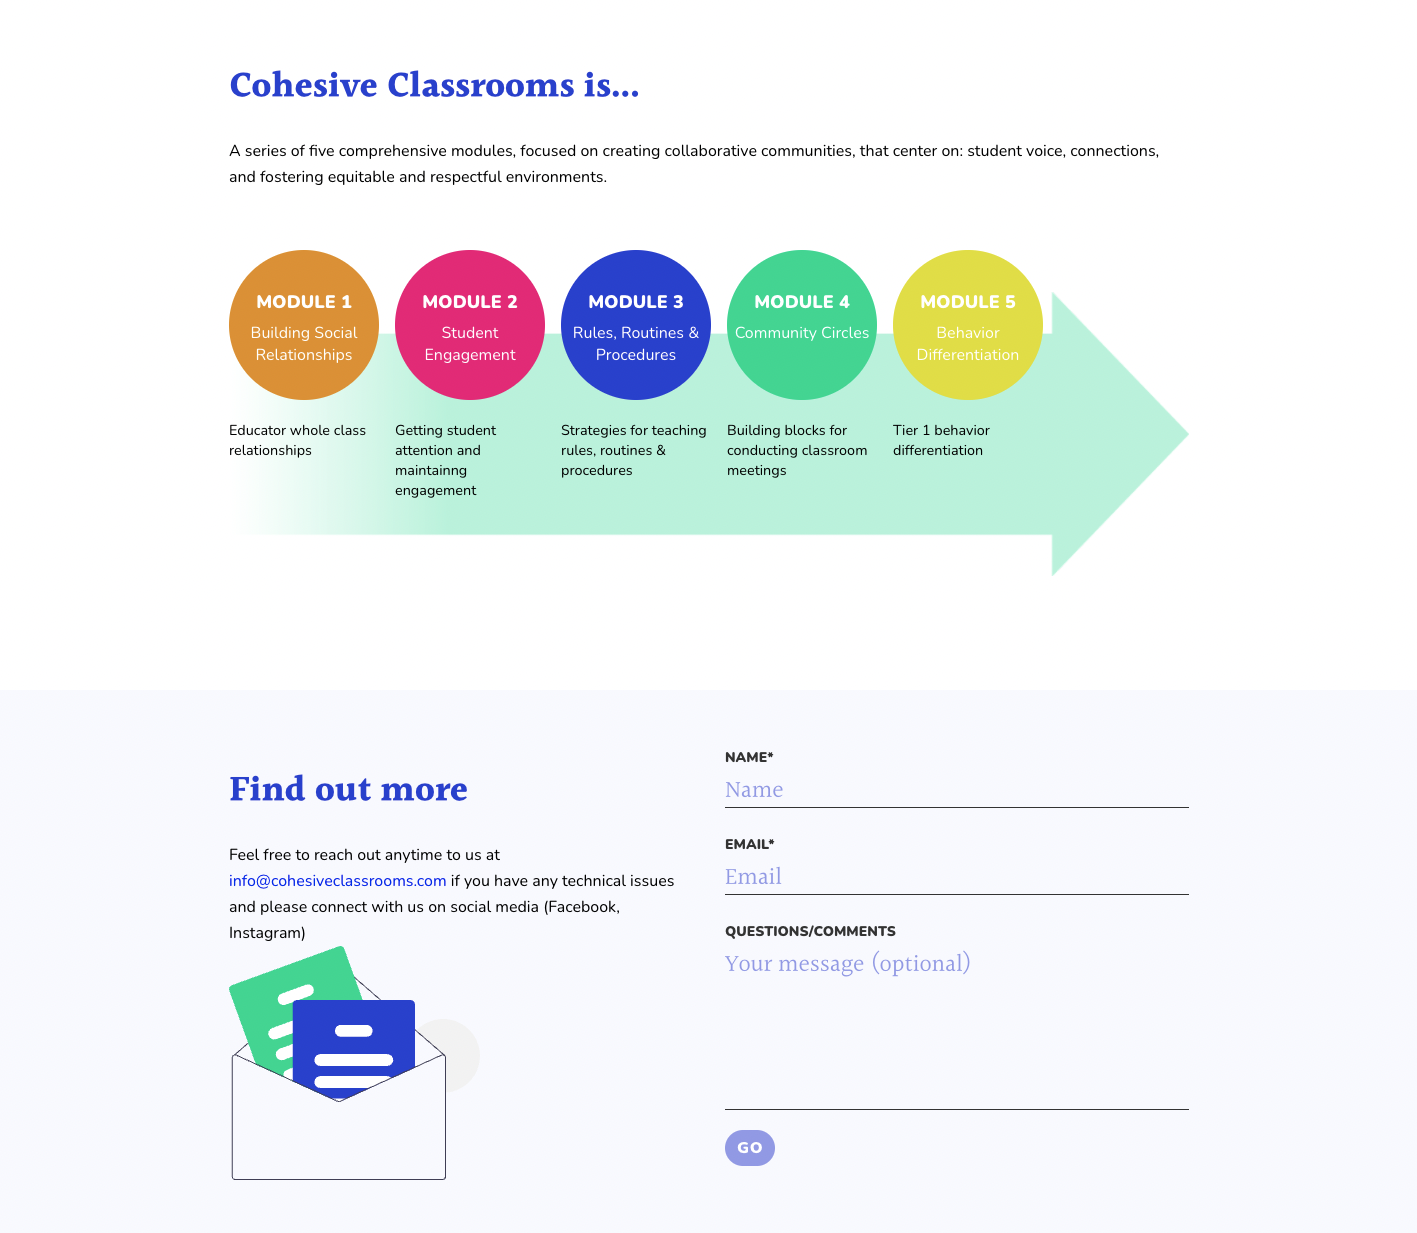 Cohesive Classrooms is...
A series of five comprehensive modules, focused on creating collaborative communities, that center on: student voice, connections,
and fostering equitable and respectful environments.
MODULE 1
Building Social
Relationships
Educator whole class
relationships
MODULE 2
Student
Engagement
Getting student
attention and
maintainng
engagement
MODULE 3
Rules, Routines &
Procedures
Strategies for teaching
rules, routines &
procedures
MODULE 4
Community Circles
Building blocks for
conducting classroom
meetings
MODULE 5
Behavior
Differentiation
Tier 1 behavior
differentiation
Find out more
Feel free to reach out anytime to us at
info@cohesiveclassrooms.com if you have any technical issues
and please connect with us on social media (Facebook,
Instagram)
NAME*
Name
EMAIL*
Email
QUESTIONS/COMMENTS
Your message (optional)
GO